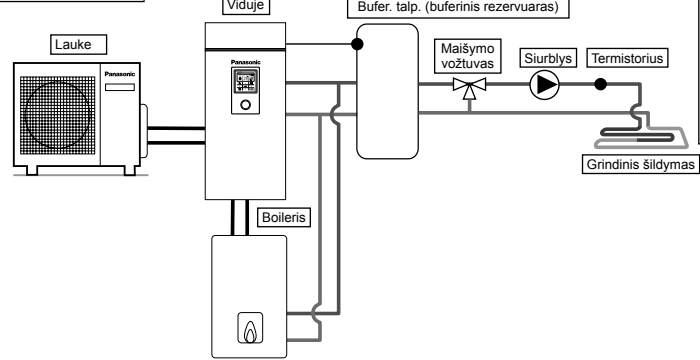 Viduje
Bufer. talp. (buferinis rezervuaras)
Lauke
Panasonic
Panasonic
Maišymo
vožtuvas
Siurblys
Termistorius
Grindinis šildymas
Boileris